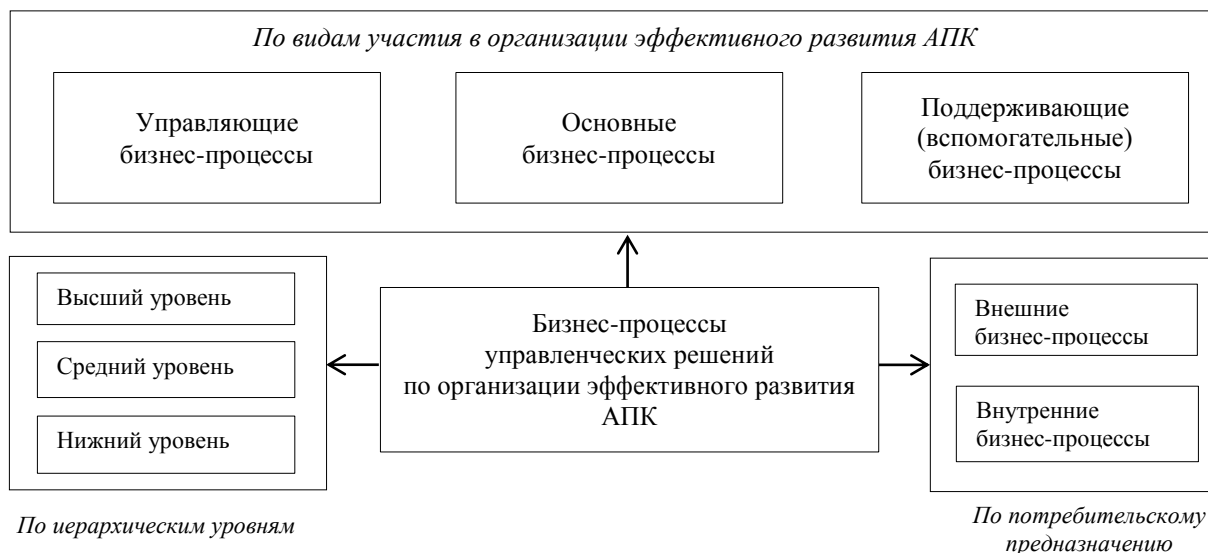 По видам участия в организации эффективного развития АПК
Управляющие
бизнес-процессы
Основные
бизнес-процессы
Поддерживающие
(вспомогательные)
бизнес-процессы
Высший уровень
Средний уровень
Нижний уровень
По иерархическим уровням
Бизнес-процессы
управленческих решений
по организации эффективного развития
АПК
Внешние
бизнес-процессы
Внутренние
бизнес-процессы
По потребительскому
предназначению